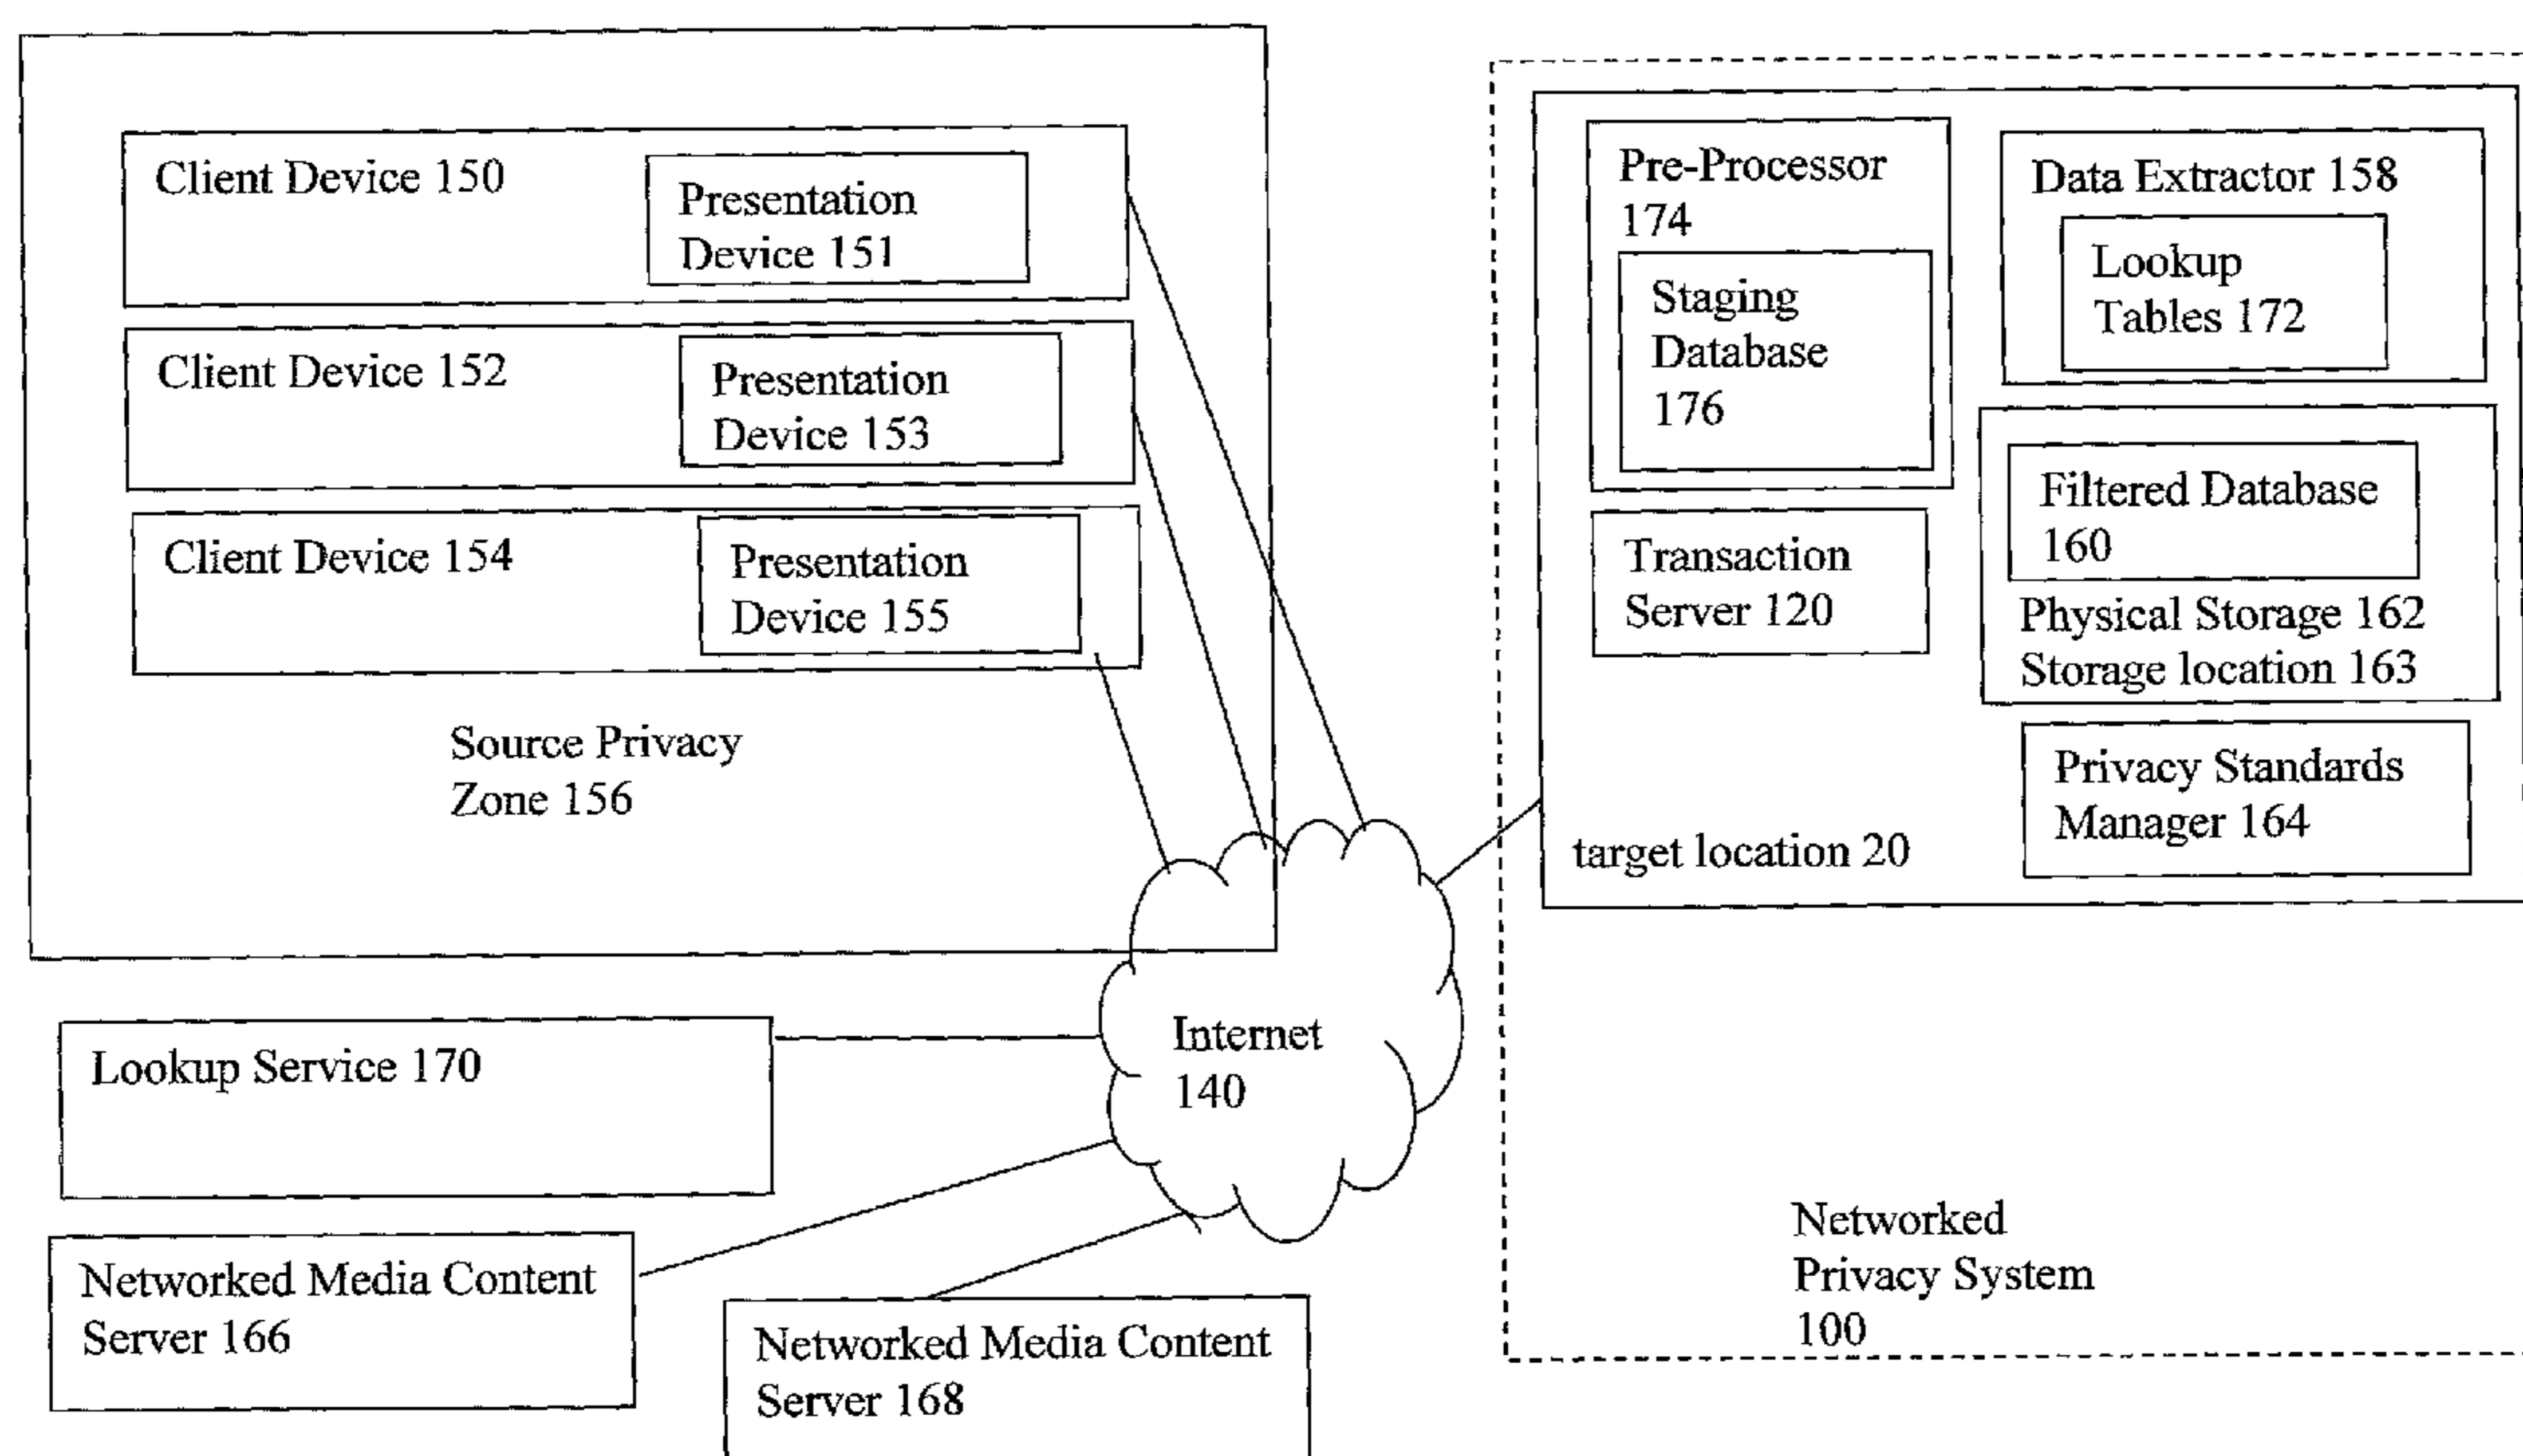 Client Device 150
Presentation
Device 151
Client Device 152
Presentation
Device 153
Client Device 154
Presentation
Device 155
Source Privacy
Zone 156
Pre-Processor
174
Staging
Database
176
Data Extractor 158
Lookup
Tables 172
Transaction
Server 120
Filtered Database
160
Physical Storage 162
Storage location 163
Privacy Standards
Manager 164
target location 20
Internet
140
Lookup Service 170
Networked Media Content
Server 166
Networked Media Content
Server 168
Networked
Privacy System
100